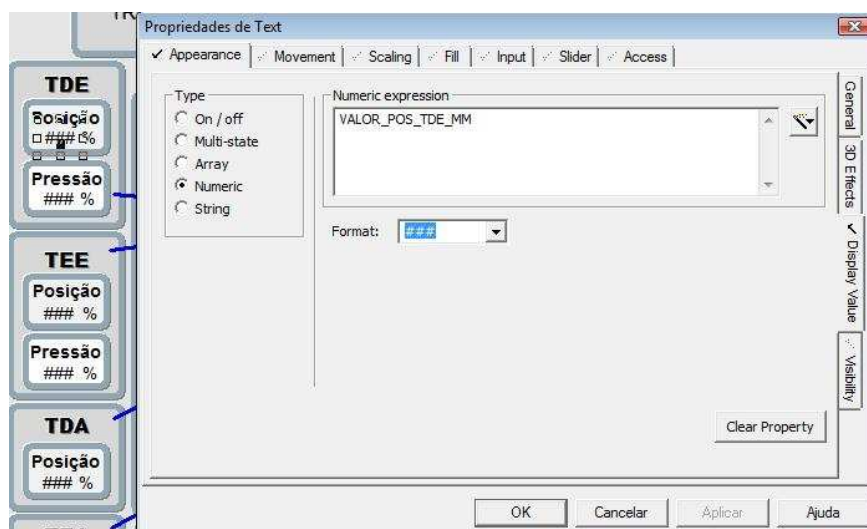 TR
TDE
Posição
### %
Pressão
### %
TEE
Posição
### %
Pressão
### %
TDA
Posição
### %
Propriedades de Text
Appearance Movement Scaling Fill Input Slider Access
Type
On / off
Multi-state
Array
Numeric
String
Numeric expression
VALOR_POS_TDE_MM
Format: ###
General
3D Effects
Display Value
Visibility
Clear Property
OK Cancelar Aplicar Ajuda